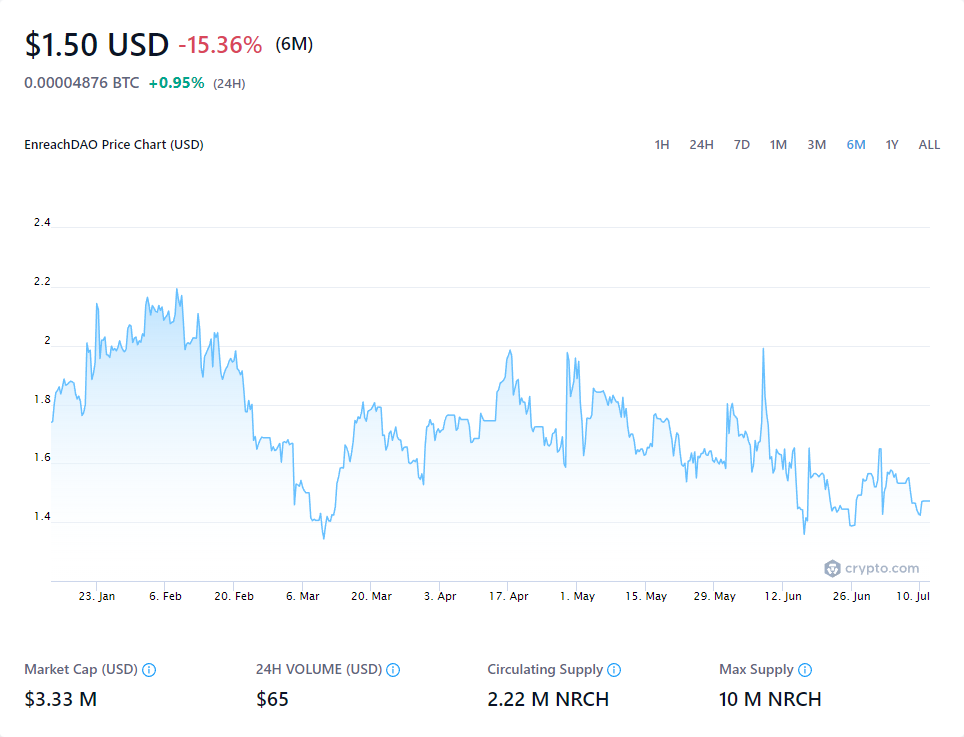 $1.50 USD -15.36% (6M)
0.00004876 BTC +0.95% (24H)
EnreachDAO Price Chart (USD) 1H 24H 7D 1M 3M 6M 1Y ALL
2.4
2.2
2
1.8
1.6
1.4
crypto.com
23. Jan 6. Feb 20. Feb 6. Mar 20. Mar 3. Apr 17. Apr 1. May 15. May 29. May 12. Jun 26. Jun 10. Jul
Market Cap (USD) 24H VOLUME (USD) Circulating Supply Max Supply
$3.33 M $65 2.22 M NRCH 10 M NRCH